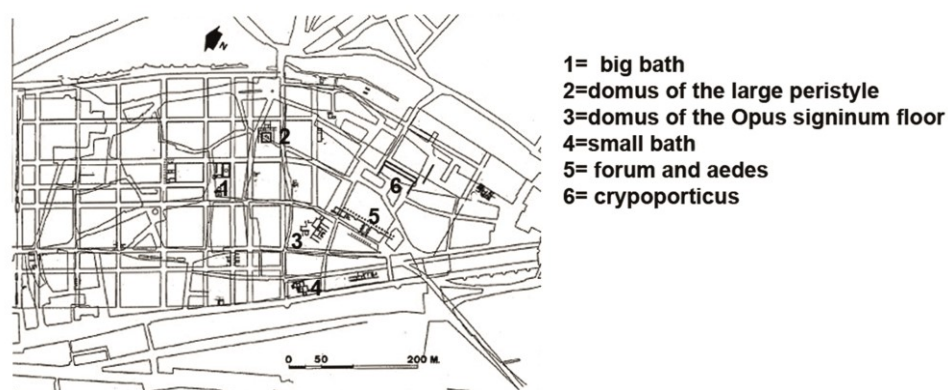 N
2
1
6
5
3
4
0 50 200 M.
1= big bath
2=domus of the large peristyle
3=domus of the Opus signinum floor
4=small bath
5= forum and aedes
6= crypoporticus